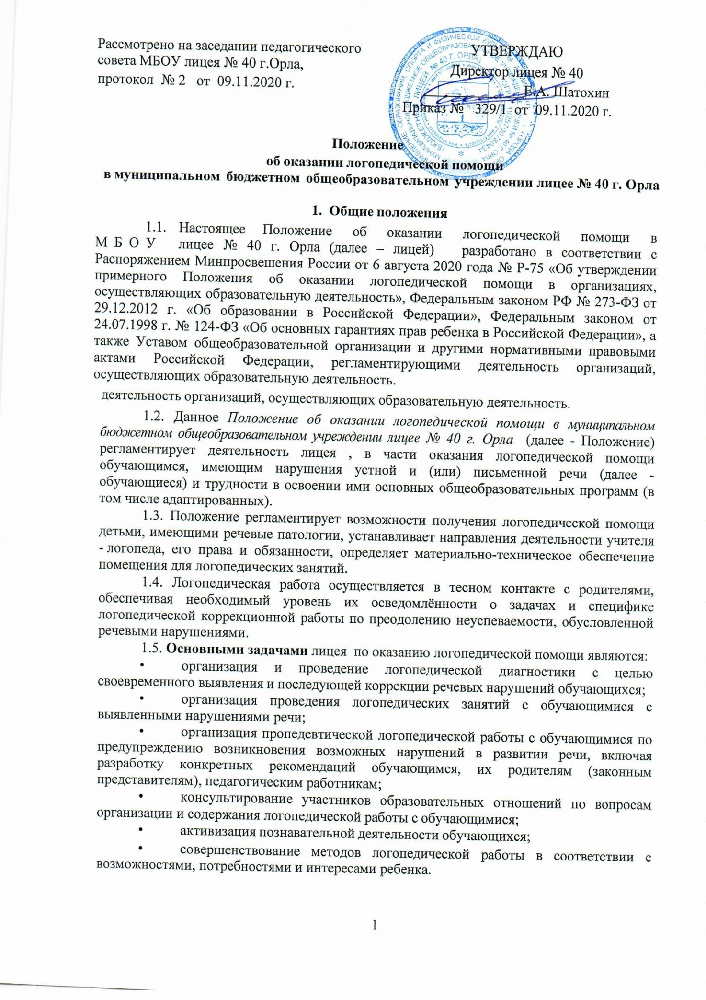 Рассмотрено на заседании педагогического
совета МБОУ лицея № 40 г.Орла,
протокол № 2 от 09.11.2020 г.
УТВЕРЖДАЮ
Директор лицея № 40
Е.А. Шатохин
Приказ № 329/1 от 09.11.2020 г.
Положение
об оказании логопедической помощи
в муниципальном бюджетном общеобразовательном учреждении лицее № 40 г. Орла
1. Общие положения
1.1. Настоящее Положение об оказании логопедической помощи в
М Б О У лицее № 40 г. Орла (далее – лицей) разработано в соответствии с
Распоряжением Минпросвешения России от 6 августа 2020 года № Р-75 «Об утверждении
примерного Положения об оказании логопедической помощи в организациях,
осуществляющих образовательную деятельность», Федеральным законом РФ № 273-ФЗ от
29.12.2012 г. «Об образовании в Российской Федерации», Федеральным законом от
24.07.1998 г. № 124-ФЗ «Об основных гарантиях прав ребенка в Российской Федерации», а
также Уставом общеобразовательной организации и другими нормативными правовыми
актами Российской Федерации, регламентирующими деятельность организаций,
осуществляющих образовательную деятельность.
деятельность организаций, осуществляющих образовательную деятельность.
1.2. Данное Положение об оказании логопедической помощи в муниципальном
бюджетном общеобразовательном учреждении лицее № 40 г. Орла (далее - Положение)
регламентирует деятельность лицея , в части оказания логопедической помощи
обучающимся, имеющим нарушения устной и (или) письменной речи (далее -
обучающиеся) и трудности в освоении ими основных общеобразовательных программ (в
том числе адаптированных).
1.3. Положение регламентирует возможности получения логопедической помощи
детьми, имеющими речевые патологии, устанавливает направления деятельности учителя
- логопеда, его права и обязанности, определяет материально-техническое обеспечение
помещения для логопедических занятий.
1.4. Логопедическая работа осуществляется в тесном контакте с родителями,
обеспечивая необходимый уровень их осведомлённости о задачах и специфике
логопедической коррекционной работы по преодолению неуспеваемости, обусловленной
речевыми нарушениями.
1.5. Основными задачами лицея по оказанию логопедической помощи являются:
• организация и проведение логопедической диагностики с целью
своевременного выявления и последующей коррекции речевых нарушений обучающихся;
• организация проведения логопедических занятий с обучающимися с
выявленными нарушениями речи;
• организация пропедевтической логопедической работы с обучающимися по
предупреждению возникновения возможных нарушений в развитии речи, включая
разработку конкретных рекомендаций обучающимся, их родителям (законным
представителям), педагогическим работникам;
• консультирование участников образовательных отношений по вопросам
организации и содержания логопедической работы с обучающимися;
• активизация познавательной деятельности обучающихся;
• совершенствование методов логопедической работы в соответствии с
возможностями, потребностями и интересами ребенка.
1